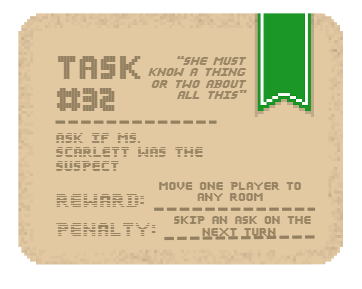 TASK
#32
"SHE MUST
KNOW A THING
OR TWO ABOUT
ALL THIS"
ASK IF MS.
SCARLETT WAS THE
SUSPECT
REWARD: MOVE ONE PLAYER TO
ANY ROOM
PENALTY: SKIP AN ASK ON THE
NEXT TURN